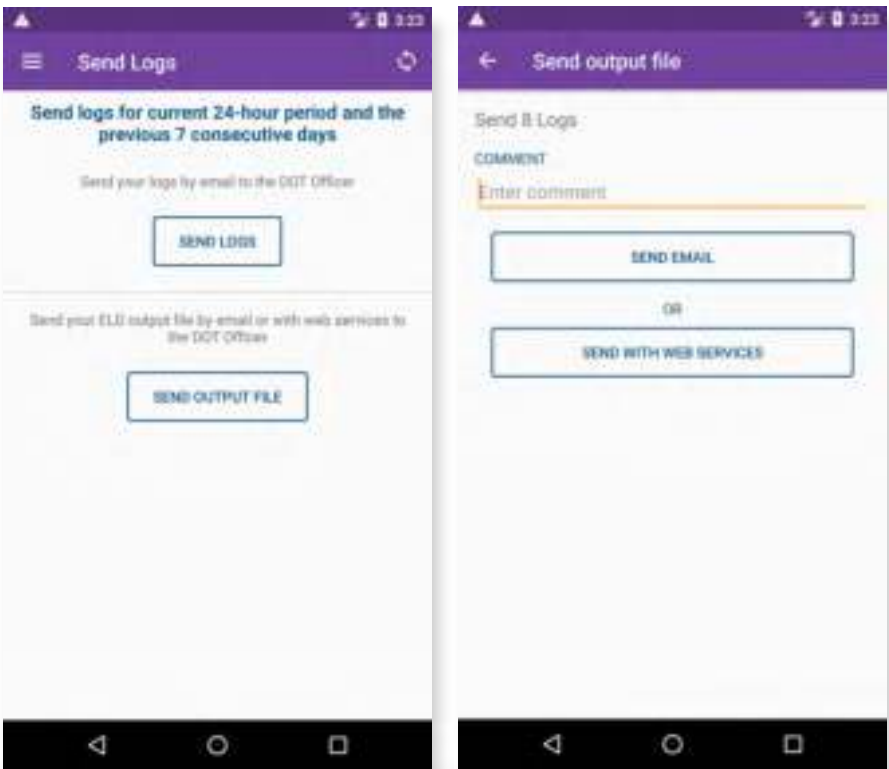 3:23
Send Logs
Send logs for current 24-hour period and the
previous 7 consecutive days
Send your logs by email to the DOT Officer
SEND LOGS
Send your ELD output file by email or with web services to
the DOT Officer
SEND OUTPUT FILE
3:23
Send output file
Send 8 Logs
COMMENT
Enter comment
SEND EMAIL
OR
SEND WITH WEB SERVICES